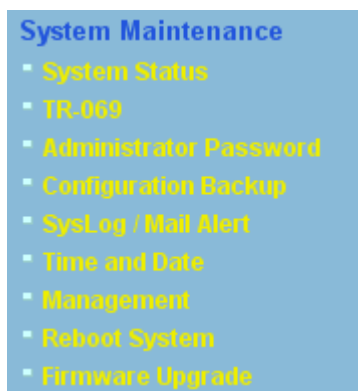 System Maintenance
System Status
TR-069
Administrator Password
Configuration Backup
SysLog / Mail Alert
Time and Date
Management
Reboot System
Firmware Upgrade